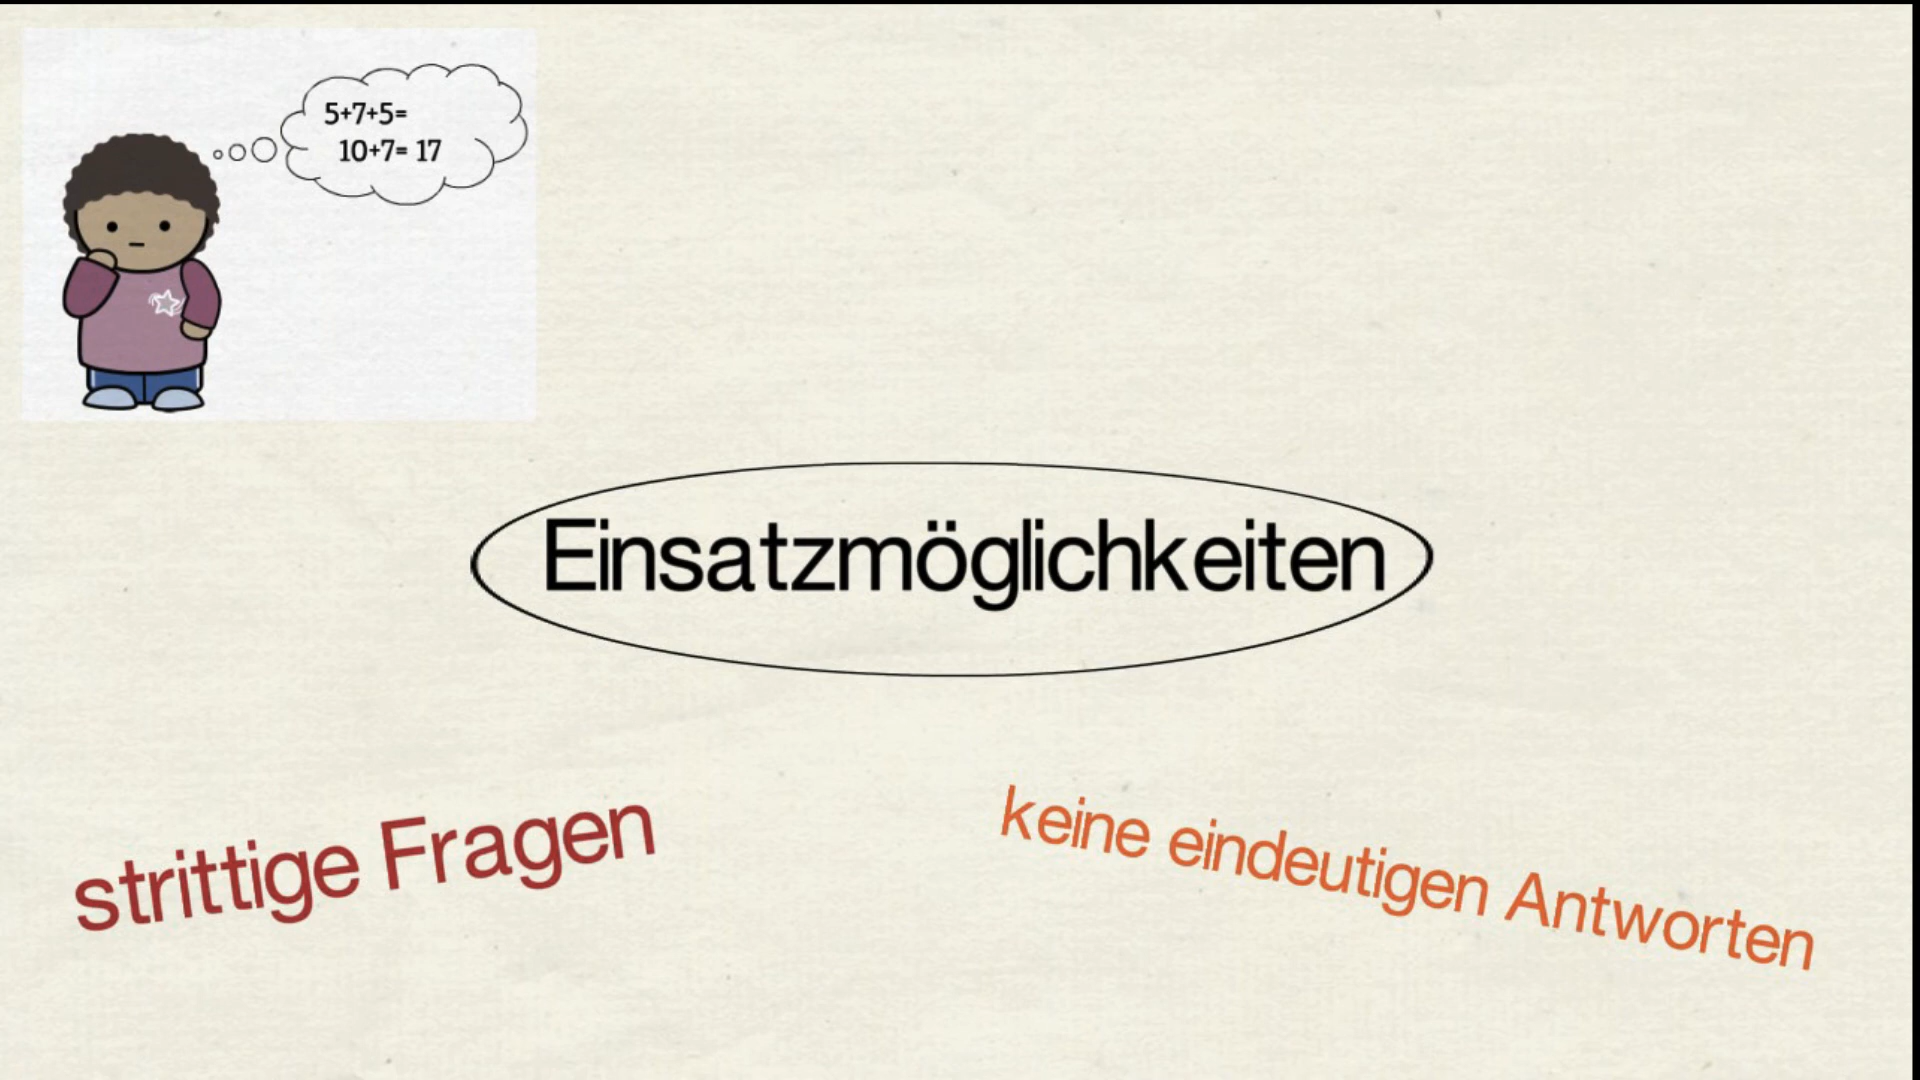 5+7+5=
10+7= 17
Einsatzmöglichkeiten
strittige Fragen
keine eindeutigen Antworten